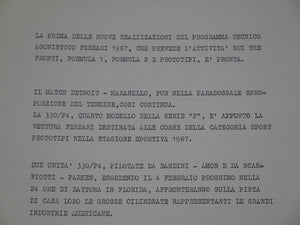 LA PRIMA DELLE NUOVE REALIZZAZIONI DEL PROGRAMMA TECNICO
AGONISTICO FERRARI 1967, CHE PREVEDE L'ATTIVITA' SUI TRE
FRONTI, FORMULA 1, FORMULA 2 E PROTOTIPI, E' PRONTA.
IL MATCH DETROIT - MARANELLO, PUR NELLA PARADOSSALE SPRO-
PORZIONE DEL TERMINE, COSI CONTINUA.
LA 330/P4, QUARTO MODELLO DELLA SERIE "P", E' APPUNTO LA
VETTURA FERRARI DESTINATA ALLE CORSE DELLA CATEGORIA SPORT
PROTOTIPI NELLA STAGIONE SPORTIVA 1967.
DUE UNITA' 330/P4, PILOTATE DA BANDINI - AMON E DA SCAR-
FIOTTI - PARKES, ESORDENDO IL 4 FEBBRAIO PROSSIMO NELLA
24 ORE DI DAYTONA IN FLORIDA, AFFRONTERANNO SULLA PISTA
DI CASA LORO LE GROSSE CILINDRATE RAPPRESENTANTI LE GRANDI
INDUSTRIE AMERICANE.